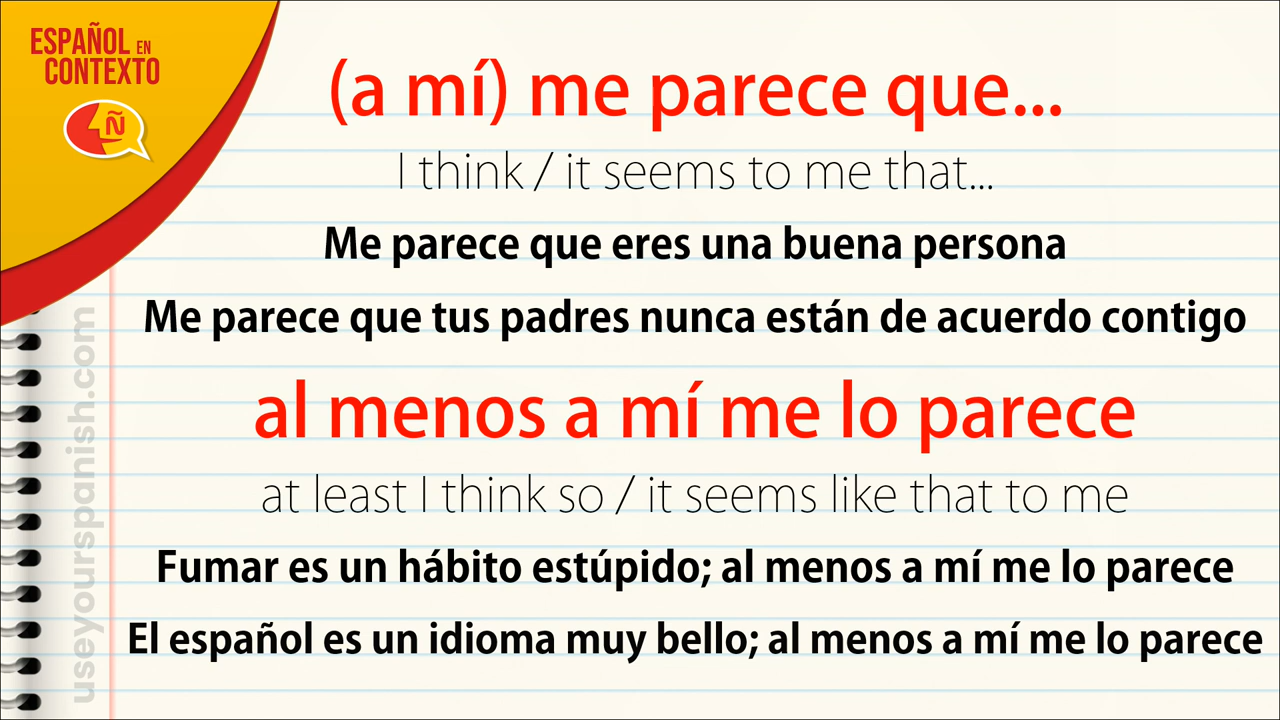 ESPAÑOL EN
CONTEXTO
Ñ
(a mí) me parece que...
I think / it seems to me that...
Me parece que eres una buena persona
Me parece que tus padres nunca están de acuerdo contigo
al menos a mí me lo parece
at least I think so / it seems like that to me
Fumar es un hábito estúpido; al menos a mí me lo parece
El español es un idioma muy bello; al menos a mí me lo parece
useyourspanish.com